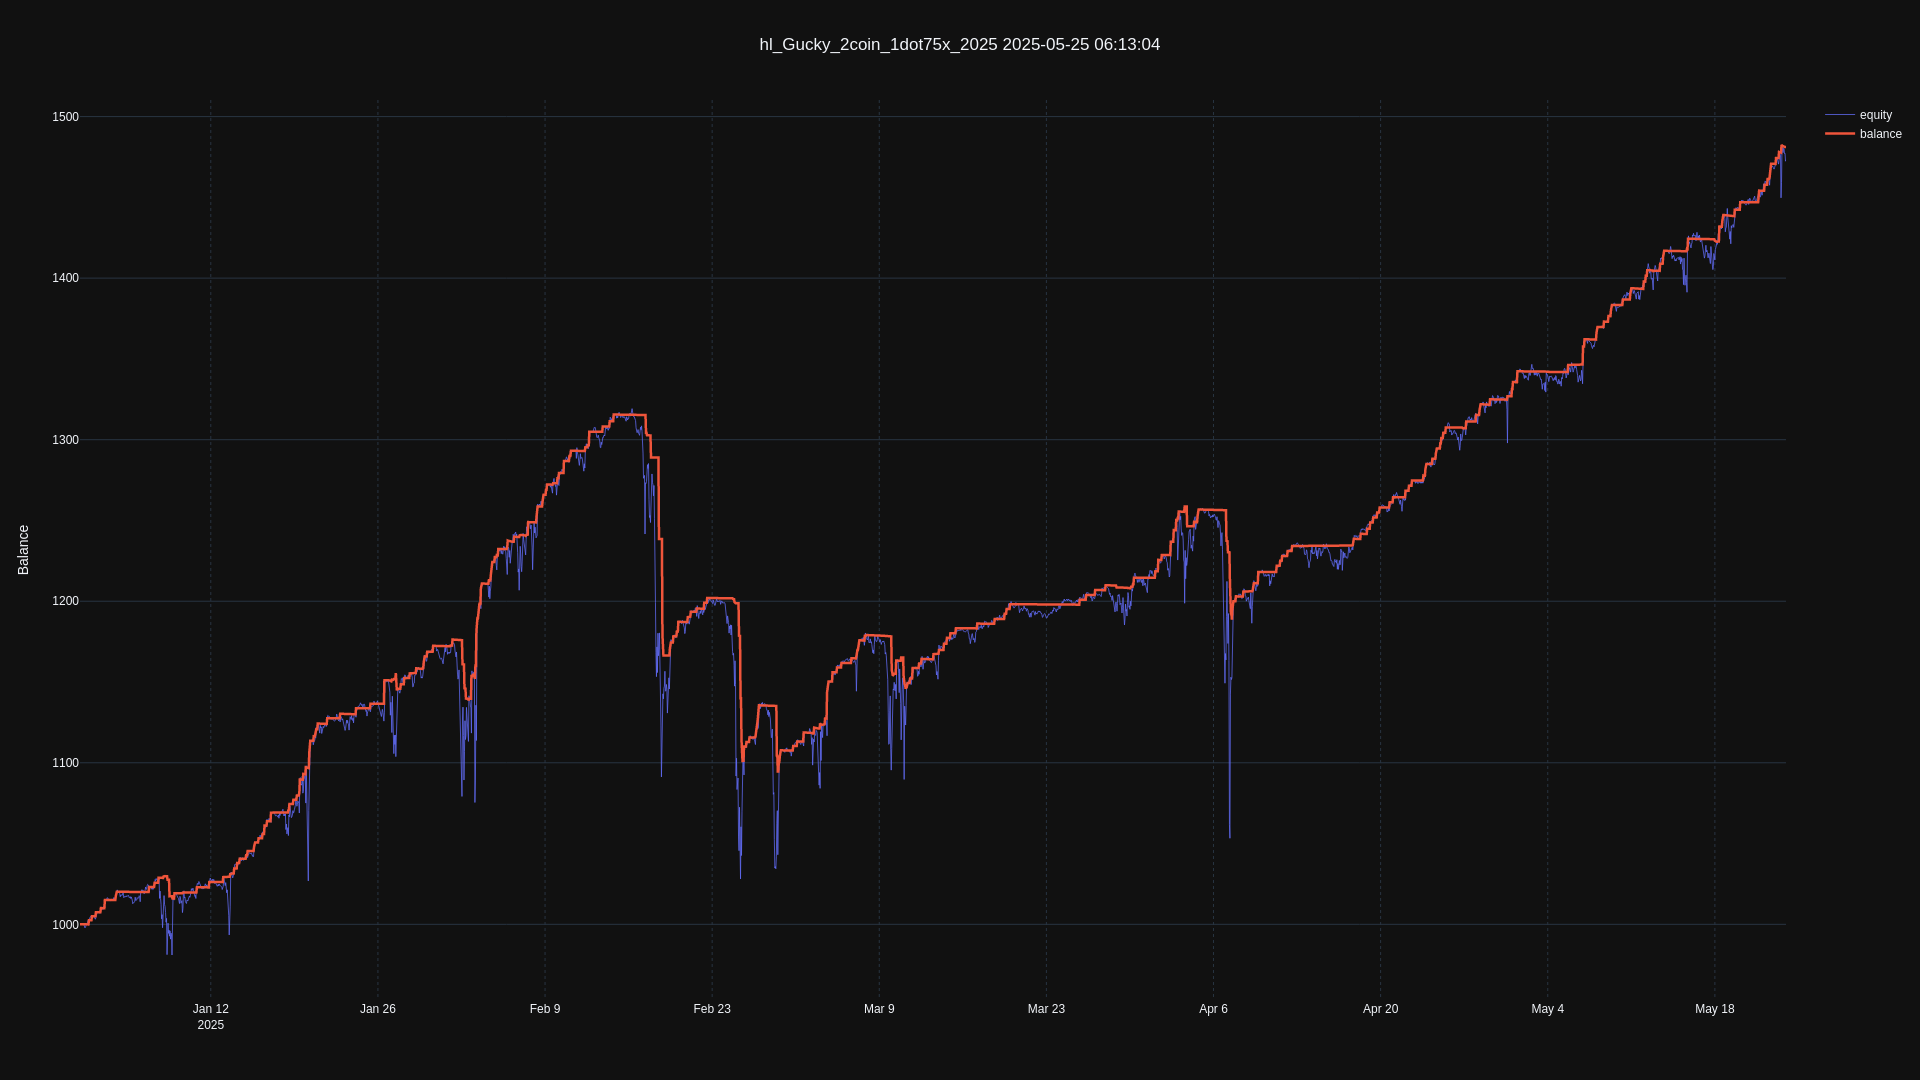 hl_Gucky_2coin_1dot75x_2025 2025-05-25 06:13:04
equity
balance
1500
1400
1300
1200
1100
1000
Balance
Jan 12
2025
Jan 26
Feb 9
Feb 23
Mar 9
Mar 23
Apr 6
Apr 20
May 4
May 18